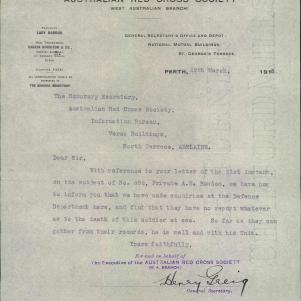 AUSTRALIAN RED CROSS SOCIETY
WEST AUSTRALIAN BRANCH
LADY BARRON
GENERAL SECRETARY'S OFFICE AND DEPOT
NATIONAL MUTUAL BUILDINGS,
ST. GEORGE'S TERRACE,
PERTH, March, 191
The Honorary Secretary,
Australian Red Cross Society,
Information Bureau,
Verco Buildings,
North Terrace, ADELAIDE.
Dear Sir,
With reference to your letter of the 21st instant,
on the subject of No. Private A.E. we have now
to inform you that we have made enquiries at the Defence
Department here, and find that they have no report whatever
as to the death of this soldier at sea. So far as they can
gather from their records, he is well and with his Unit.
Yours faithfully,
For and on behalf of
the Executive of the AUSTRALIAN RED CROSS SOCIETY
(W.A. BRANCH)
Henry Greig
General Secretary.